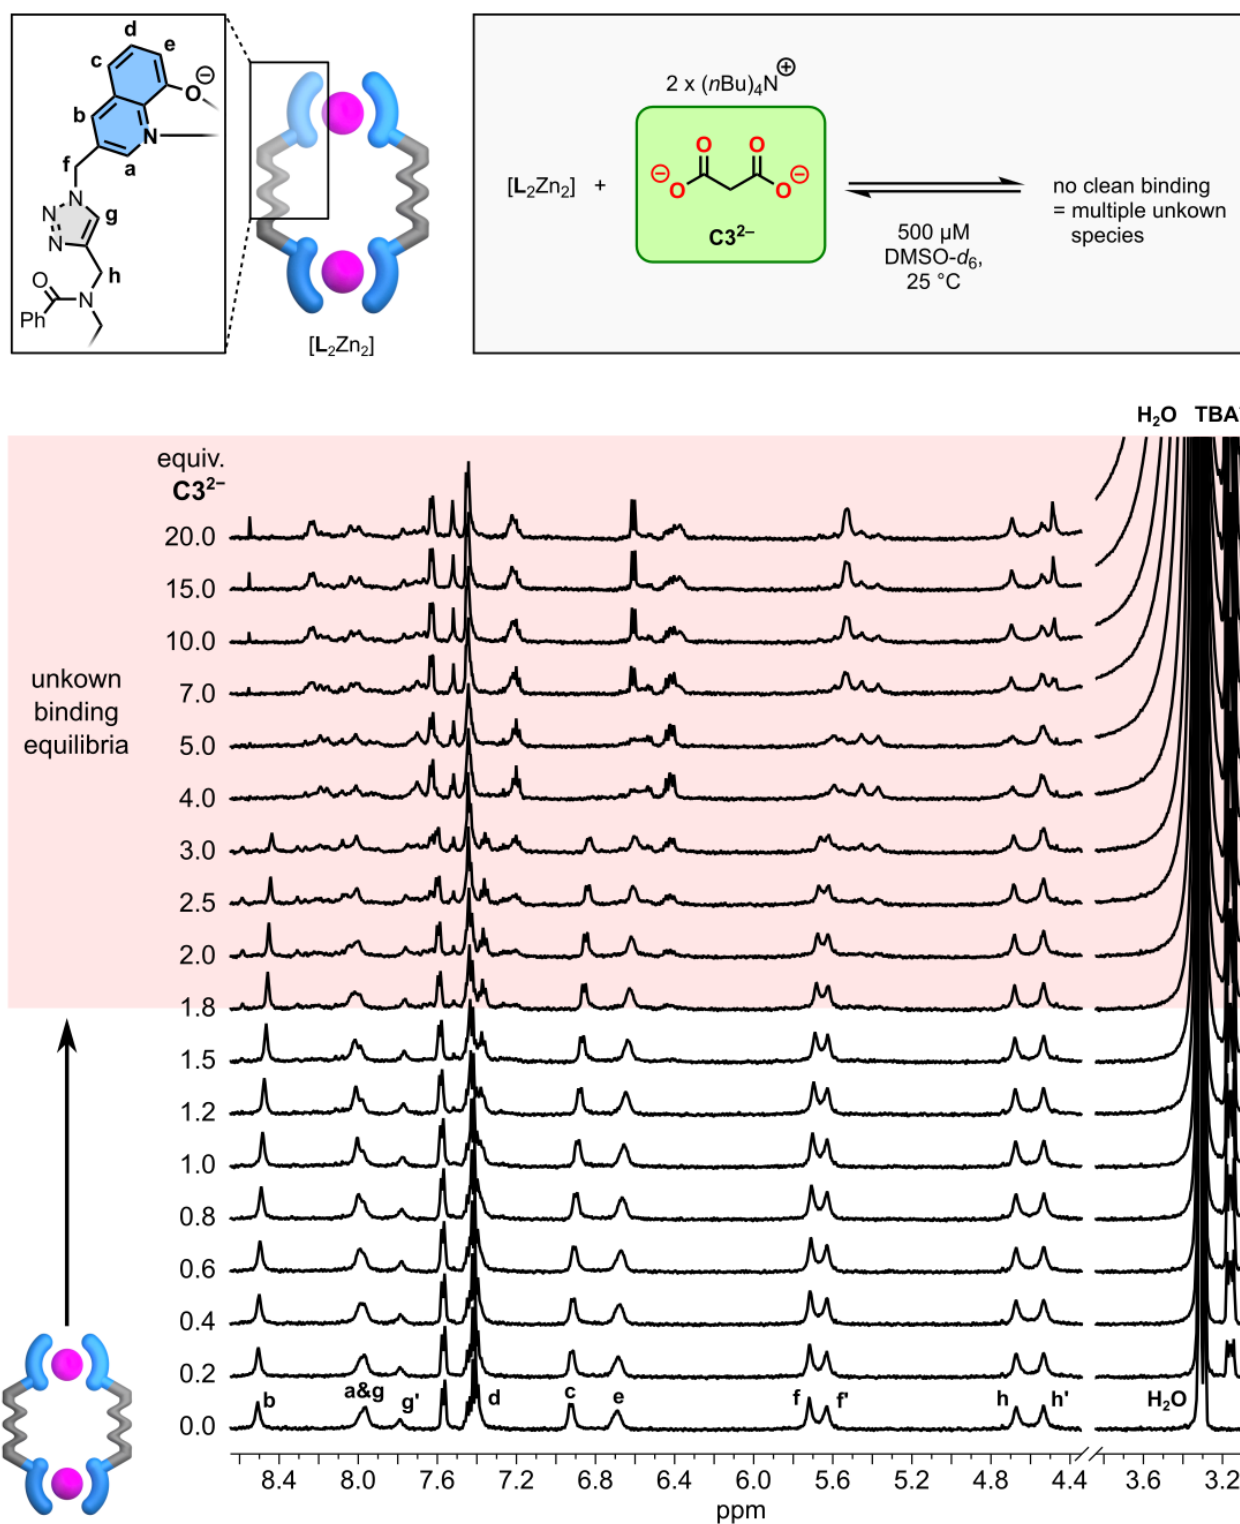 d
c
e
⊖
O
b
N
f
a
N
N
N
g
h
O
N
Ph
[L₂Zn₂]
2 x (nBu)₄N⊕
[L₂Zn₂] +
O O
⊖O O⊖
C3²⁻
500 µM
DMSO-d₆,
25 °C
no clean binding
= multiple unkown
species
H₂O TBA
equiv.
C3²⁻
20.0
15.0
10.0
7.0
5.0
4.0
3.0
2.5
2.0
1.8
1.5
1.2
1.0
0.8
0.6
0.4
0.2
0.0
unkown
binding
equilibria
b a&g g' d c e f f' h h' H₂O
8.4 8.0 7.6 7.2 6.8 6.4 6.0 5.6 5.2 4.8 4.4 3.6 3.2
ppm